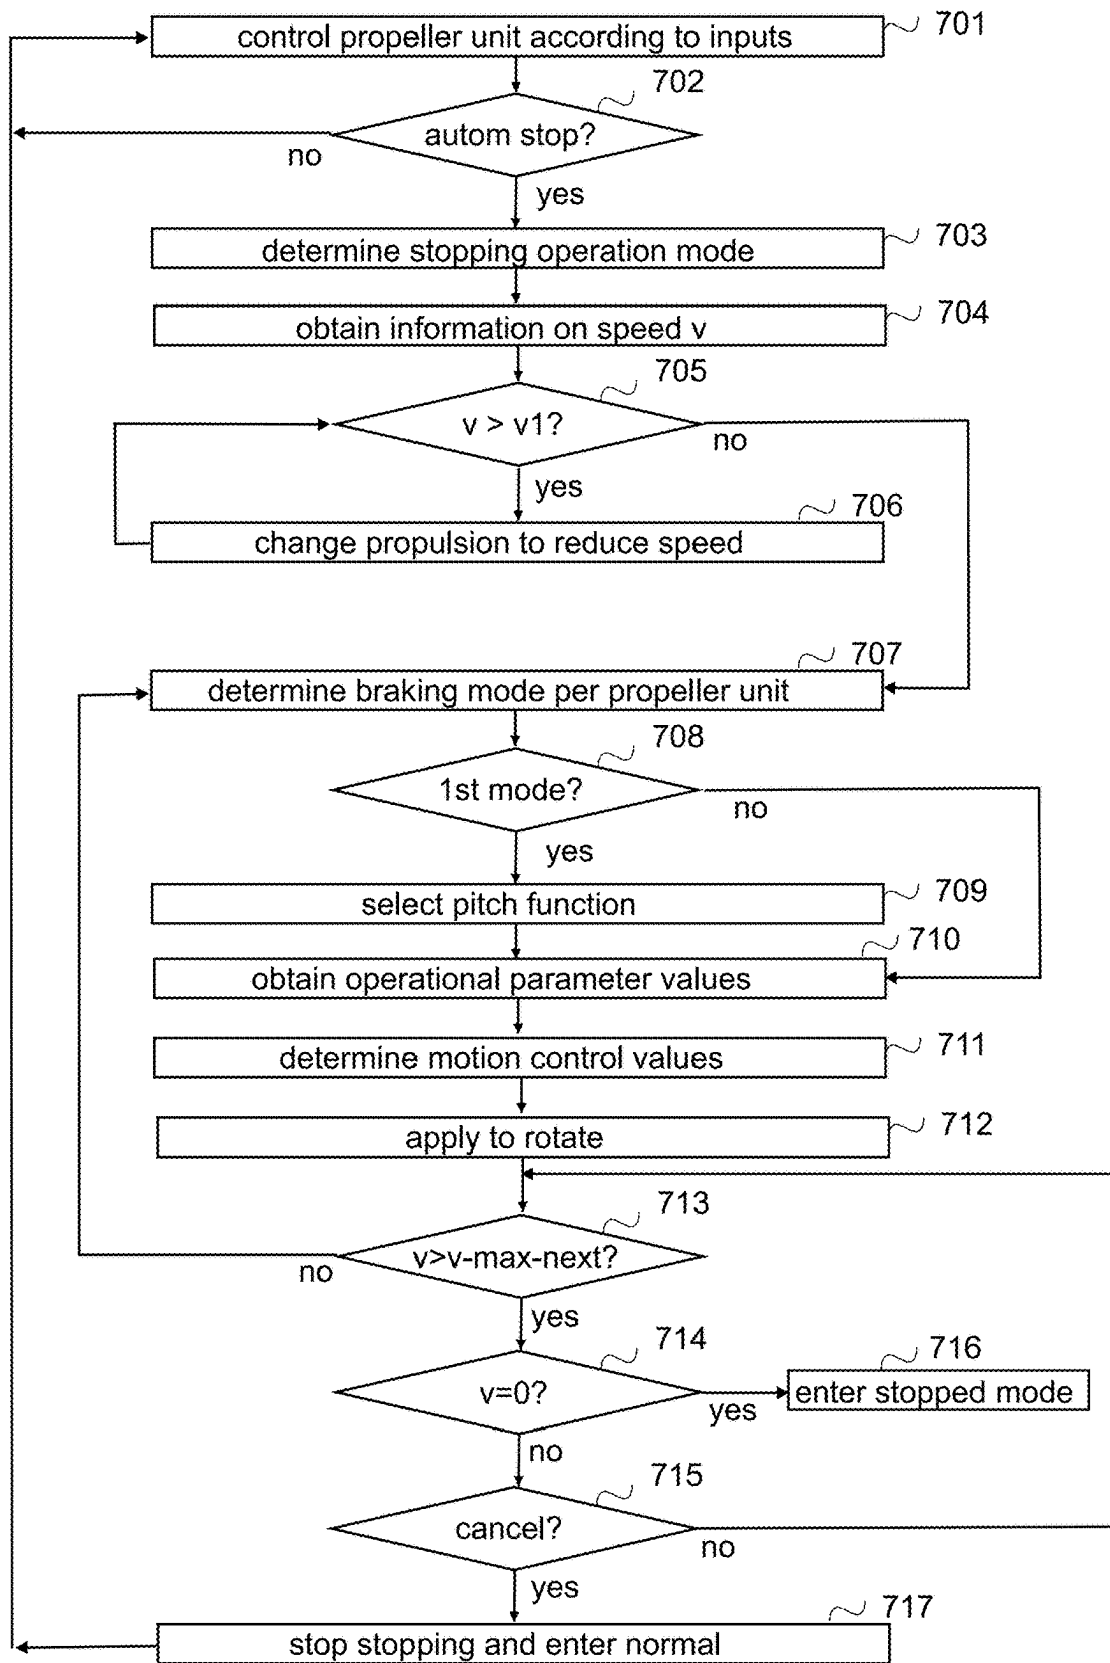 701
control propeller unit according to inputs
702
autom stop?
no
yes
703
determine stopping operation mode
704
obtain information on speed v
705
v > v1?
no
yes
706
change propulsion to reduce speed
707
determine braking mode per propeller unit
708
1st mode?
no
yes
709
select pitch function
710
obtain operational parameter values
711
determine motion control values
712
apply to rotate
713
v>v-max-next?
no
yes
714
716
v=0?
yes
enter stopped mode
no
715
cancel?
no
yes
717
stop stopping and enter normal